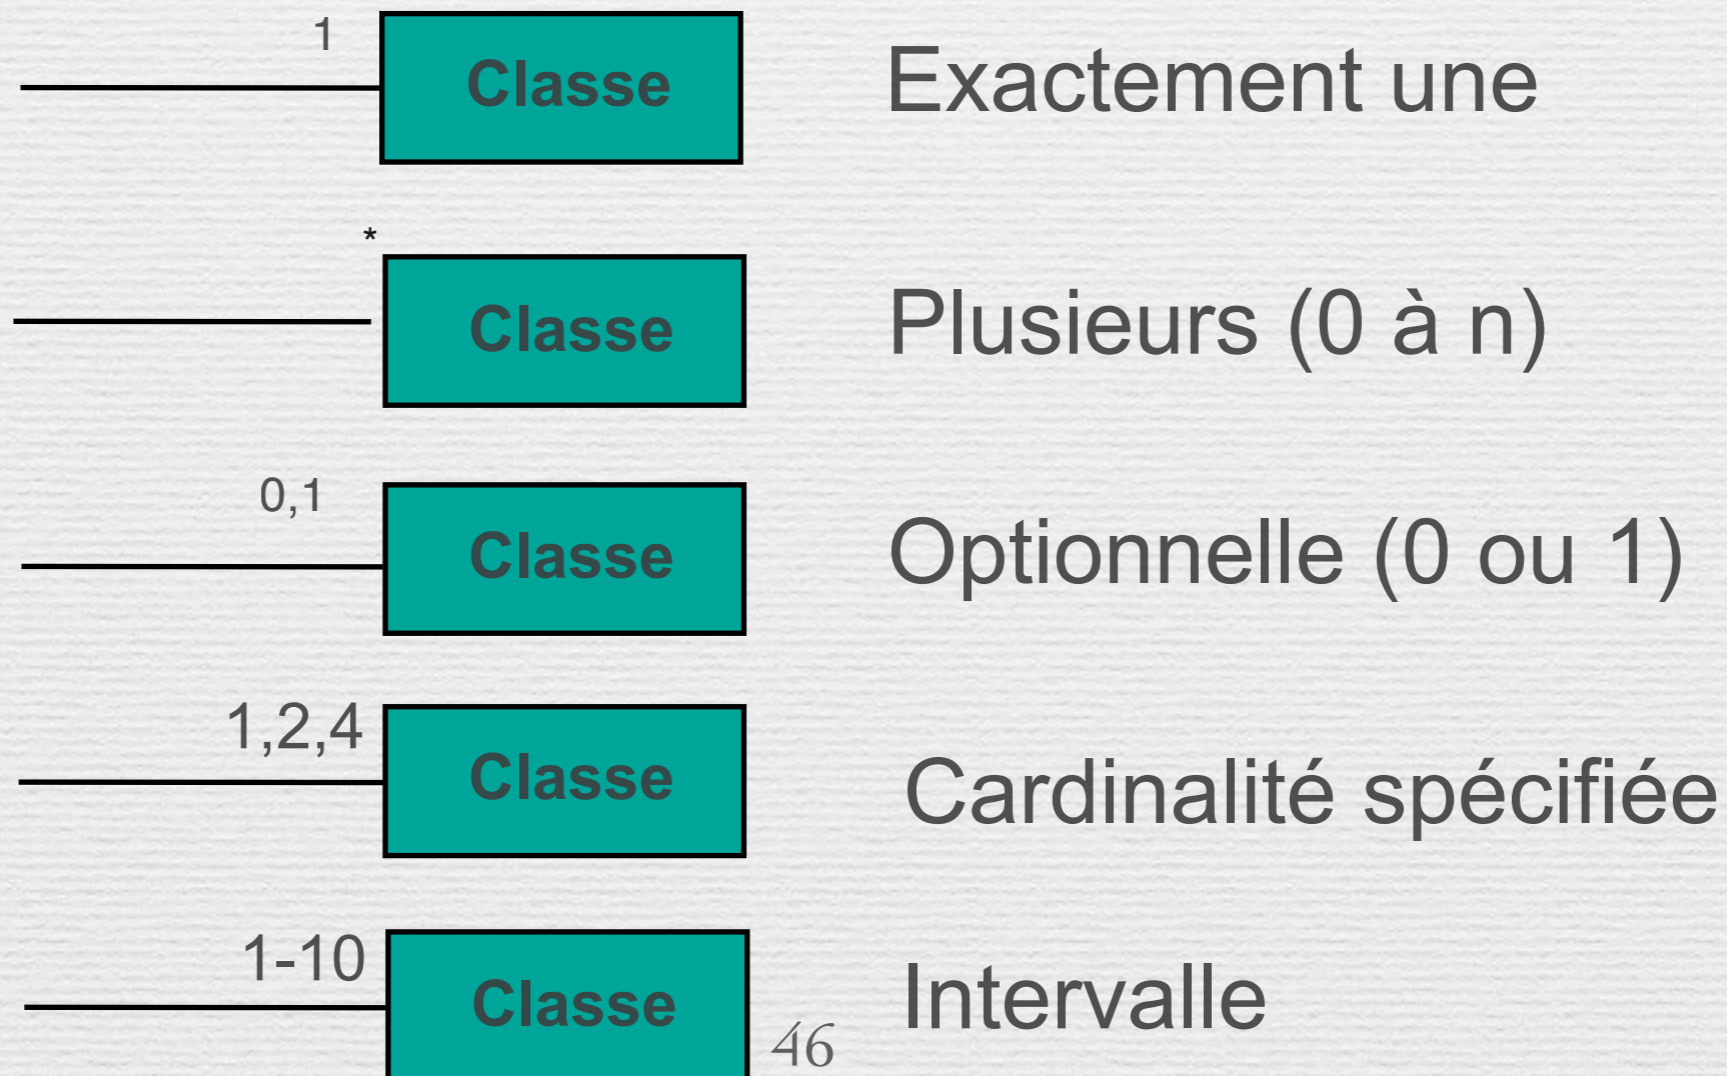 1
Classe
Exactement une
*
Classe
Plusieurs (0 à n)
0,1
Classe
Optionnelle (0 ou 1)
1,2,4
Classe
Cardinalité spécifiée
1-10
Classe
Intervalle
46